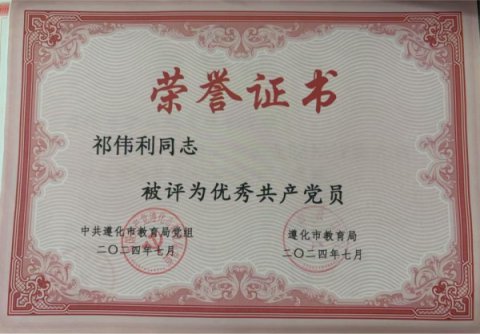 荣誉证书
祁伟利同志
被评为优秀共产党员
中共遵化市教育局党组
二〇二四年七月
遵化市教育局
二〇二四年七月